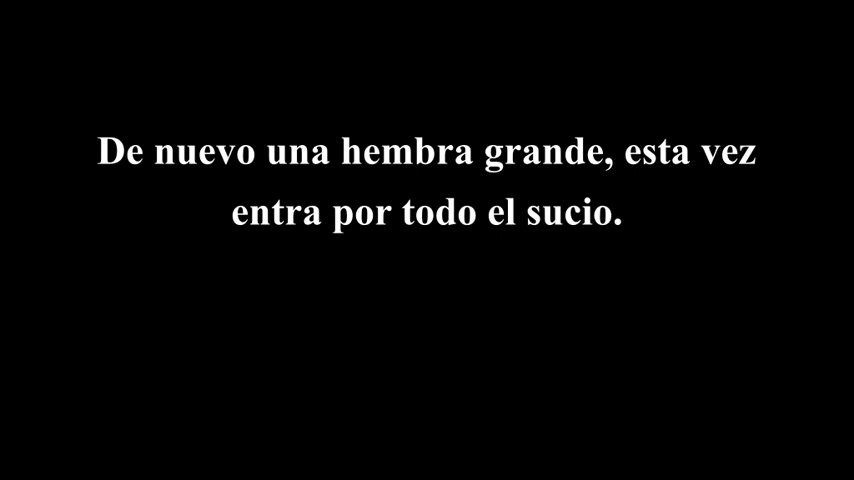 De nuevo una hembra grande, esta vez
entra por todo el sucio.